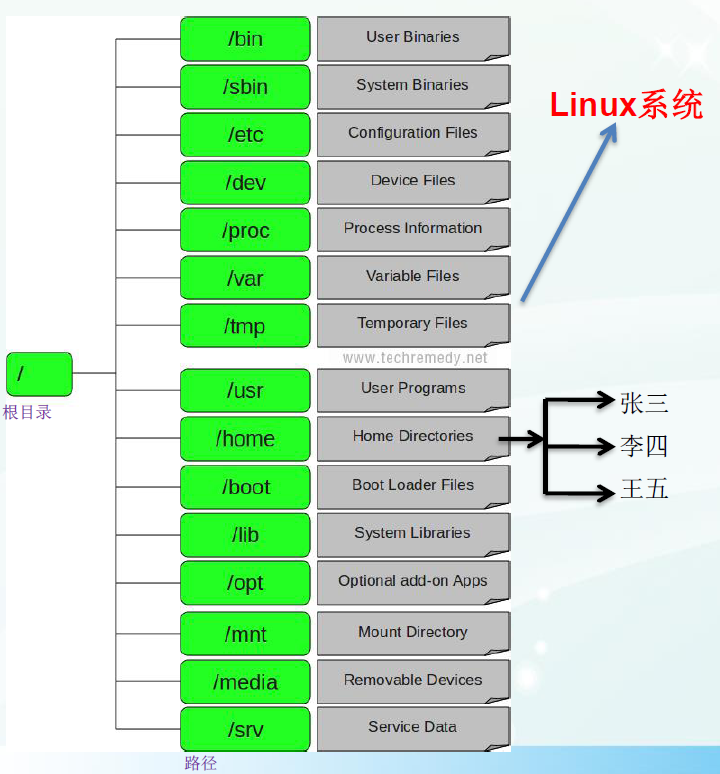 /bin User Binaries
/sbin System Binaries
Linux系统
/etc Configuration Files
/dev Device Files
/proc Process Information
/var Variable Files
/tmp Temporary Files
www.techremedy.net
/
根目录
/usr User Programs
张三
/home Home Directories
李四
/boot Boot Loader Files
王五
/lib System Libraries
/opt Optional add-on Apps
/mnt Mount Directory
/media Removable Devices
/srv Service Data
路径